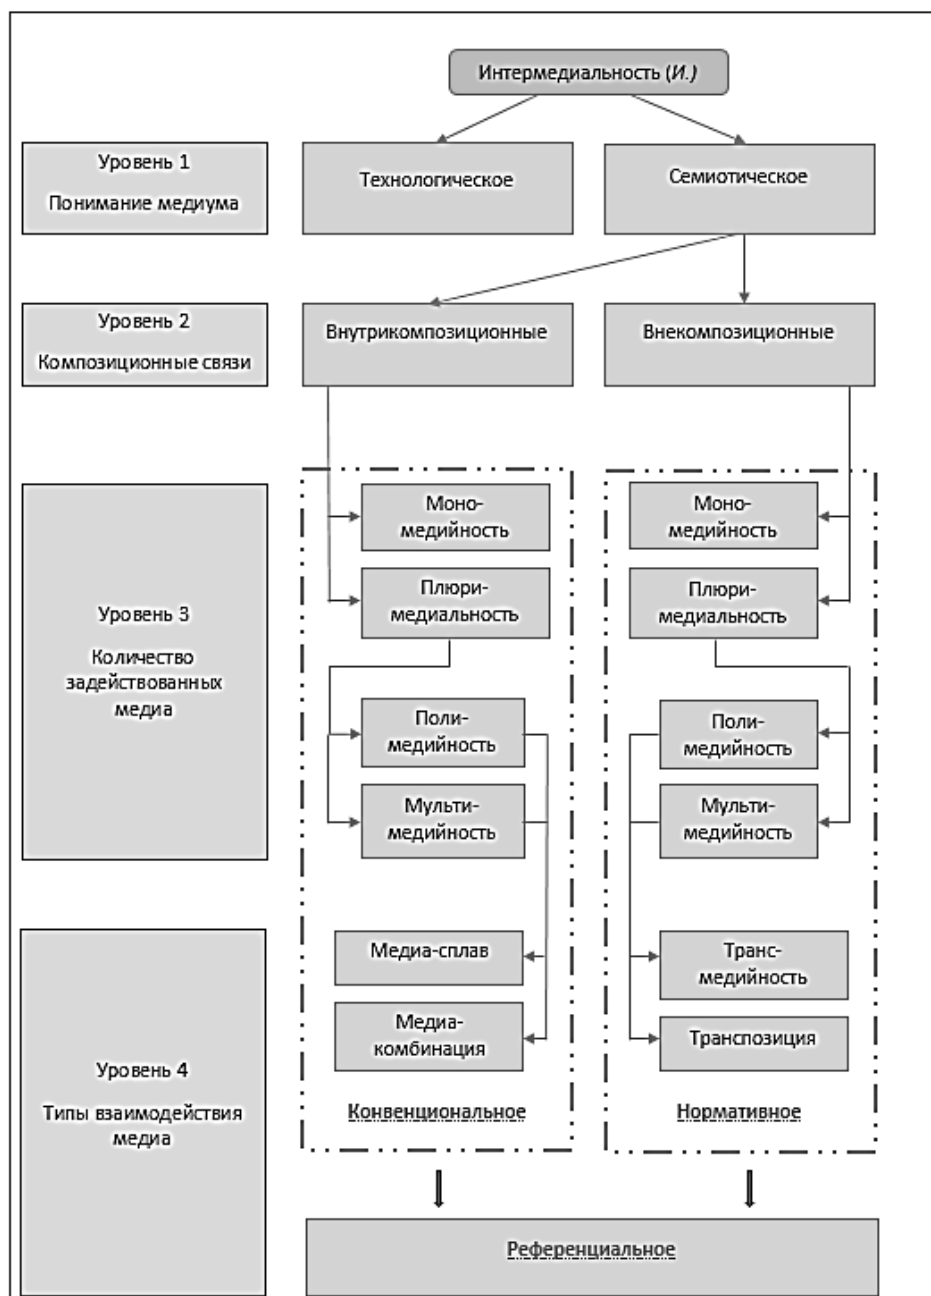 Интермедиальность (И.)
Уровень 1
Понимание медиума
Технологическое
Семиотическое
Уровень 2
Композиционные связи
Внутрикомпозиционные
Внекомпозиционные
Уровень 3
Количество
задействованных
медиа
Моно-
медийность
Плюри-
медиальность
Поли-
медийность
Мульти-
медийность
Моно-
медийность
Плюри-
медиальность
Поли-
медийность
Мульти-
медийность
Уровень 4
Типы взаимодействия
медиа
Медиа-сплав
Медиа-
комбинация
Конвенциональное
Транс-
медийность
Транспозиция
Нормативное
Референциальное